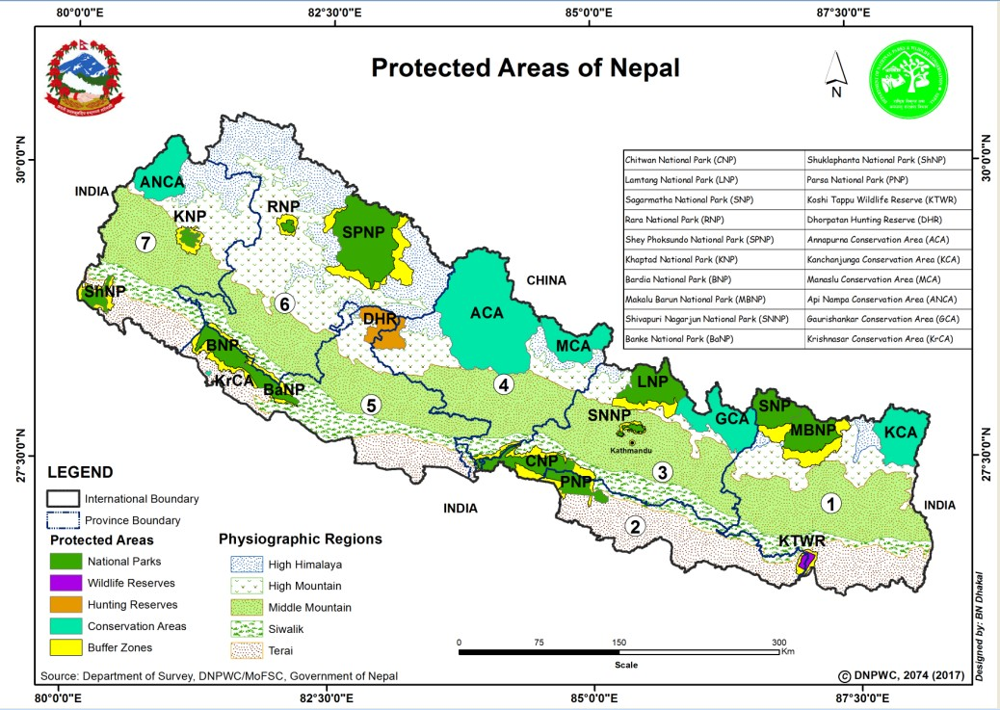 80°0'0"E 82°30'0"E 85°0'0"E 87°30'0"E
Protected Areas of Nepal
N
30°0'0"N
30°0'0"N
Chitwan National Park (CNP) Shuklaphanta National Park (ShNP)
Lamtang National Park (LNP) Parsa National Park (PNP)
Sagarmatha National Park (SNP) Koshi Tappu Wildlife Reserve (KTWR)
Rara National Park (RNP) Dhorpatan Hunting Reserve (DHR)
Shey Phoksundo National Park (SPNP) Annapurna Conservation Area (ACA)
Khaptad National Park (KNP) Kanchanjunga Conservation Area (KCA)
Bardia National Park (BNP) Manaslu Conservation Area (MCA)
Makalu Barun National Park (MBNP) Api Nampa Conservation Area (ANCA)
Shivapuri Nagarjun National Park (SNNP) Gaurishankar Conservation Area (GCA)
Banke National Park (BaNP) Krishnasar Conservation Area (KrCA)
ANCA
INDIA
KNP
RNP
SPNP
7
CHINA
ShNP
6
ACA
DHR
BNP
MCA
KrCA
BaNP
4
LNP
5
SNNP
SNP
GCA
MBNP
KCA
Kathmandu
27°30'0"N
27°30'0"N
CNP
3
PNP
1
INDIA
INDIA
2
KTWR
LEGEND
International Boundary
Province Boundary
Protected Areas
National Parks
Wildlife Reserves
Hunting Reserves
Conservation Areas
Buffer Zones
Physiographic Regions
High Himalaya
High Mountain
Middle Mountain
Siwalik
Terai
0 75 150 300
Km
Scale
Designed by: BN Dhakal
Source: Department of Survey, DNPWC/MoFSC, Government of Nepal
© DNPWC, 2074 (2017)
80°0'0"E 82°30'0"E 85°0'0"E 87°30'0"E